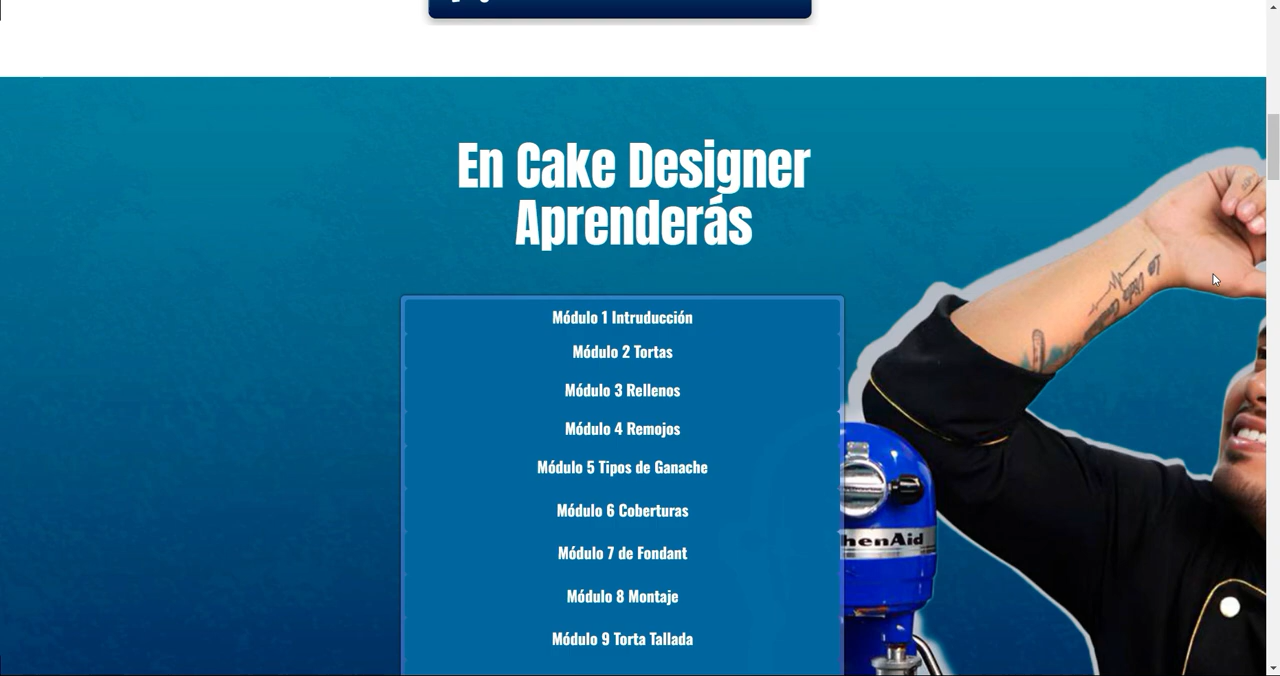 En Cake Designer
Aprenderás
Módulo 1 Intruducción
Módulo 2 Tortas
Módulo 3 Rellenos
Módulo 4 Remojos
Módulo 5 Tipos de Ganache
Módulo 6 Coberturas
henAid
Módulo 7 de Fondant
Módulo 8 Montaje
Módulo 9 Torta Tallada